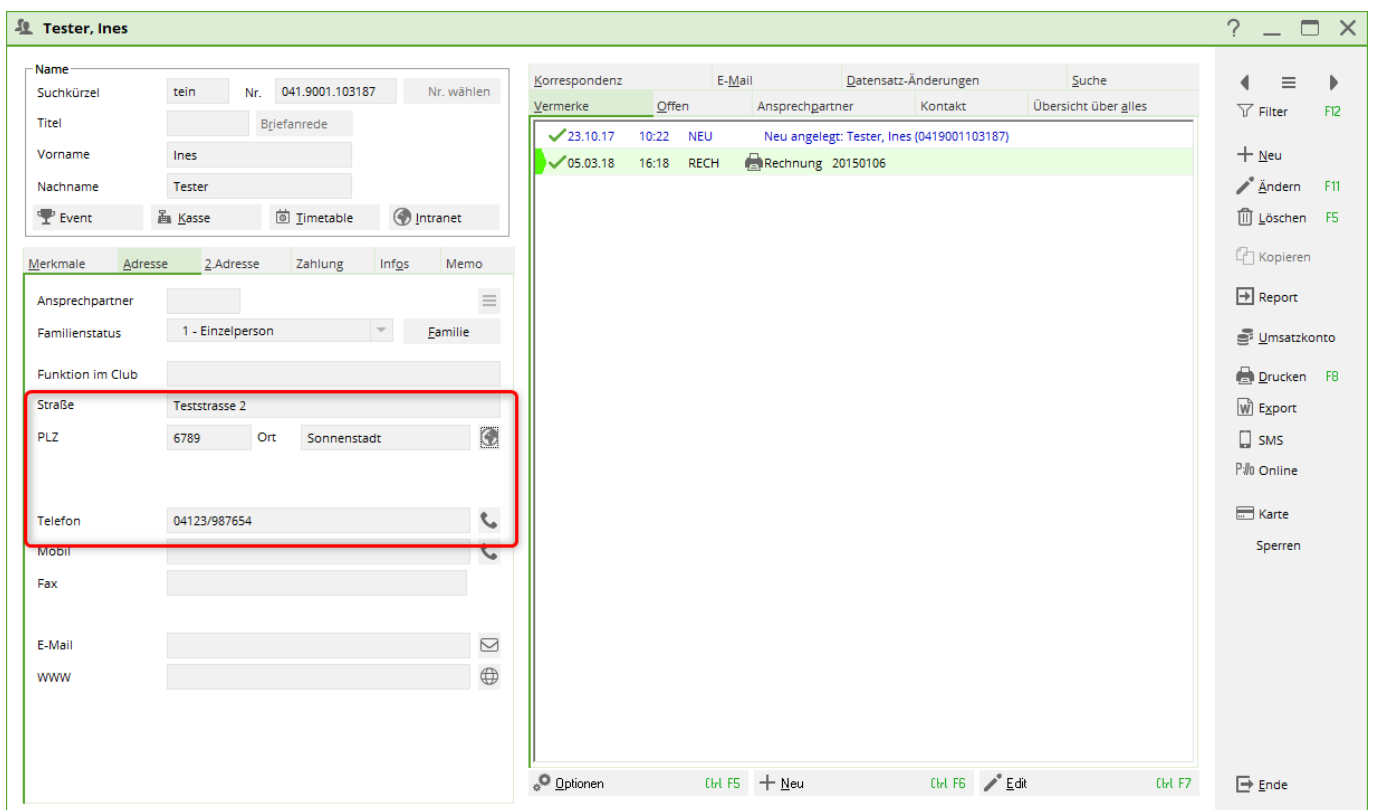 Tester, Ines
?
Name
Suchkürzel tein Nr. 041.9001.103187 Nr. wählen
Titel Briefanrede
Vorname Ines
Nachname Tester
Event Kasse Timetable Intranet
Merkmale Adresse 2.Adresse Zahlung Infos Memo
Ansprechpartner
Familienstatus 1 - Einzelperson Familie
Funktion im Club
Straße Teststrasse 2
PLZ 6789 Ort Sonnenstadt
Telefon 04123/987654
Mobil
Fax
E-Mail
WWW
Korrespondenz E-Mail Datensatz-Änderungen Suche
Vermerke Offen Ansprechpartner Kontakt Übersicht über alles
23.10.17 10:22 NEU Neu angelegt: Tester, Ines (0419001103187)
05.03.18 16:18 RECH Rechnung 20150106
Optionen Ctrl F5 Neu Ctrl F6 Edit Ctrl F7
Filter F12
Neu
Ändern F11
Löschen F5
Kopieren
Report
Umsatzkonto
Drucken F8
W Export
SMS
P://o Online
Karte
Sperren
Ende